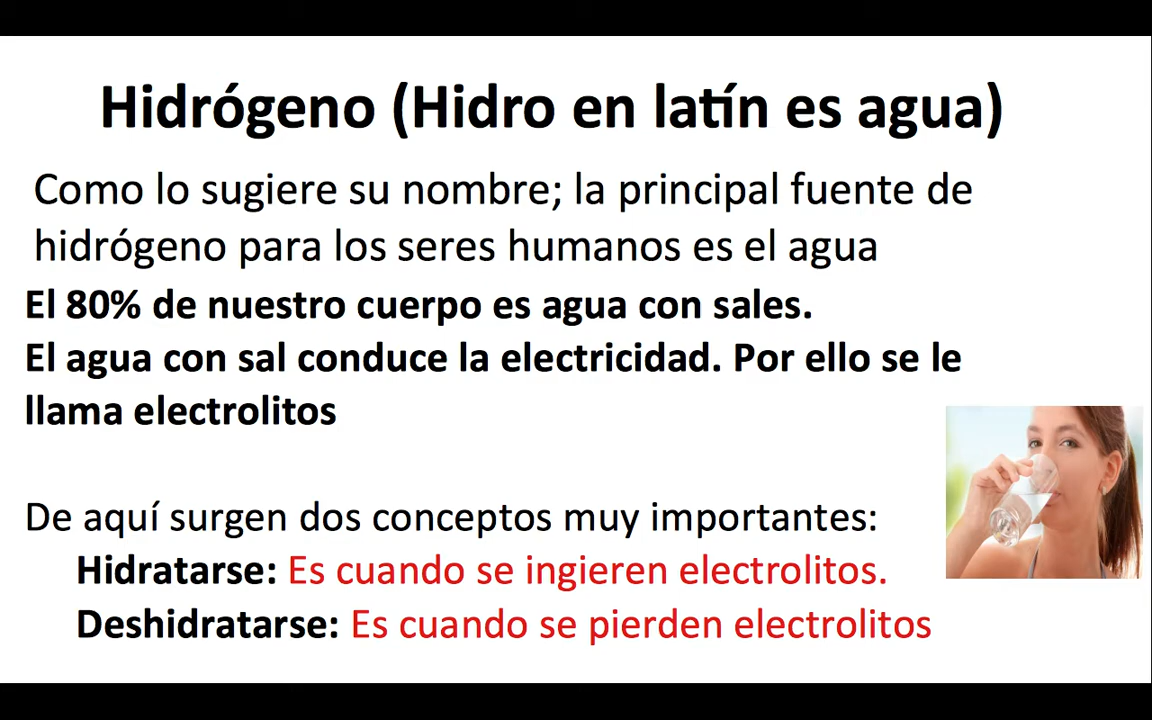 Hidrógeno (Hidro en latín es agua)
Como lo sugiere su nombre; la principal fuente de
hidrógeno para los seres humanos es el agua
El 80% de nuestro cuerpo es agua con sales.
El agua con sal conduce la electricidad. Por ello se le
llama electrolitos
De aquí surgen dos conceptos muy importantes:
Hidratarse: Es cuando se ingieren electrolitos.
Deshidratarse: Es cuando se pierden electrolitos